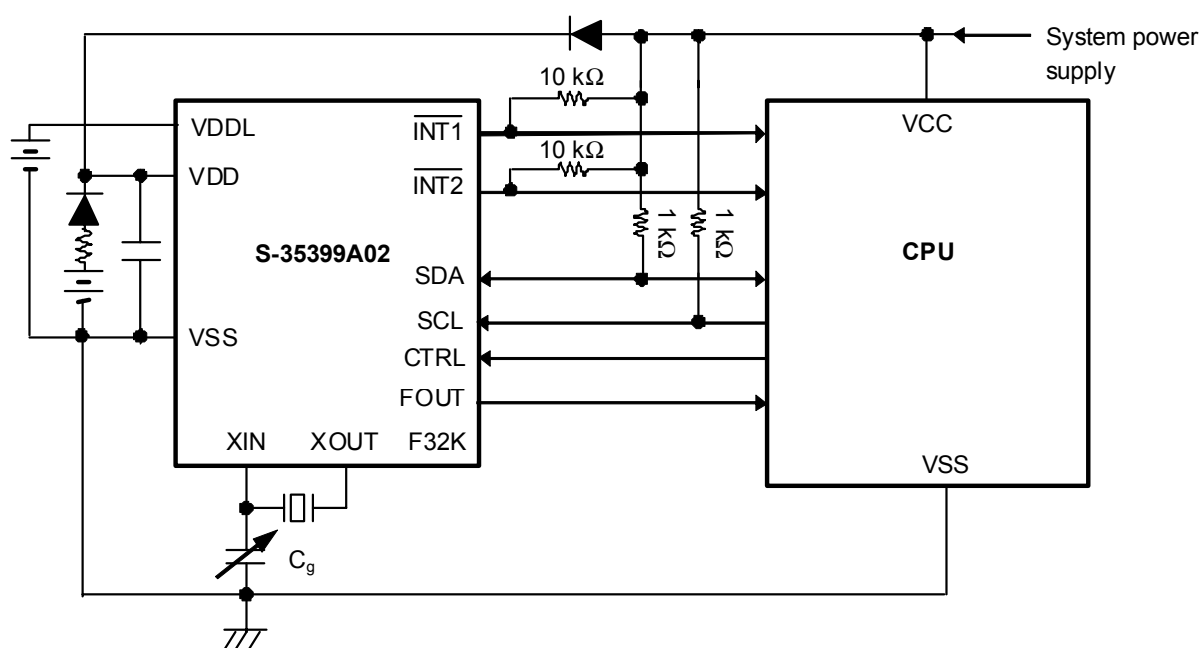 System power
supply
10 kΩ
VDDL
INT1
VCC
10 kΩ
VDD
INT2
1 kΩ
1 kΩ
S-35399A02
CPU
SDA
SCL
VSS
CTRL
FOUT
XIN
XOUT
F32K
VSS
Cg